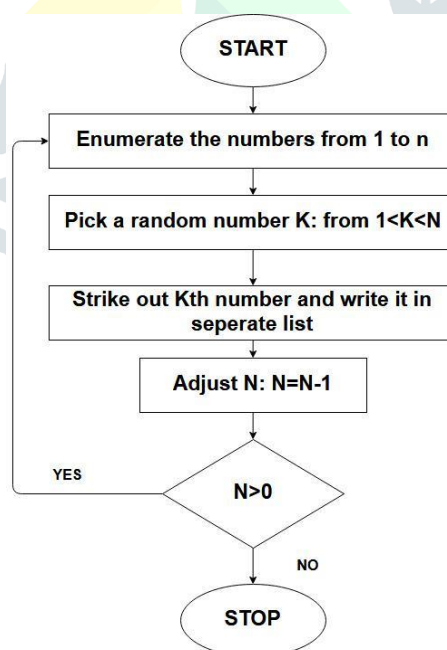 START
Enumerate the numbers from 1 to n
Pick a random number K: from 1<K<N
Strike out Kth number and write it in
seperate list
Adjust N: N=N-1
YES
N>0
NO
STOP